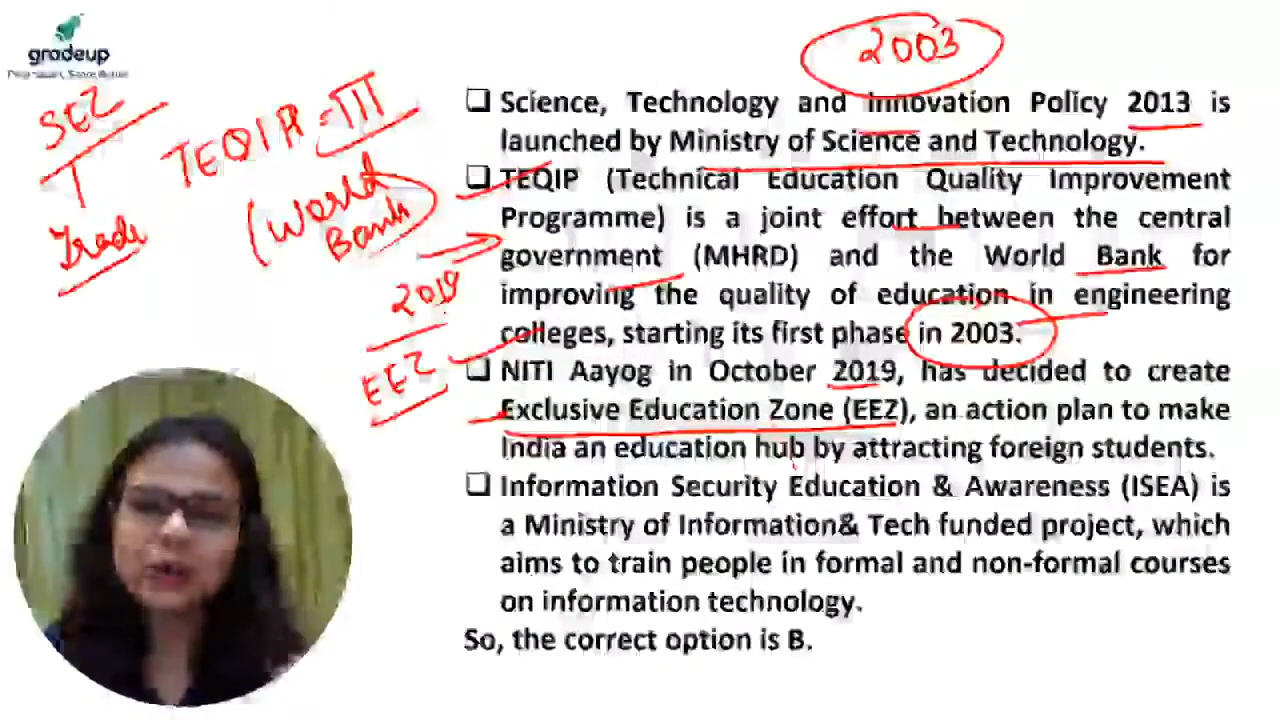 gradeup
2003
SEZ
T
Trade
TEQIP-III
(World
Bank)
2019
EEZ
❑ Science, Technology and Innovation Policy 2013 is
launched by Ministry of Science and Technology.
❑ TEQIP (Technical Education Quality Improvement
Programme) is a joint effort between the central
government (MHRD) and the World Bank for
improving the quality of education in engineering
colleges, starting its first phase in 2003.
❑ NITI Aayog in October 2019, has decided to create
Exclusive Education Zone (EEZ), an action plan to make
India an education hub by attracting foreign students.
❑ Information Security Education & Awareness (ISEA) is
a Ministry of Information& Tech funded project, which
aims to train people in formal and non-formal courses
on information technology.
So, the correct option is B.